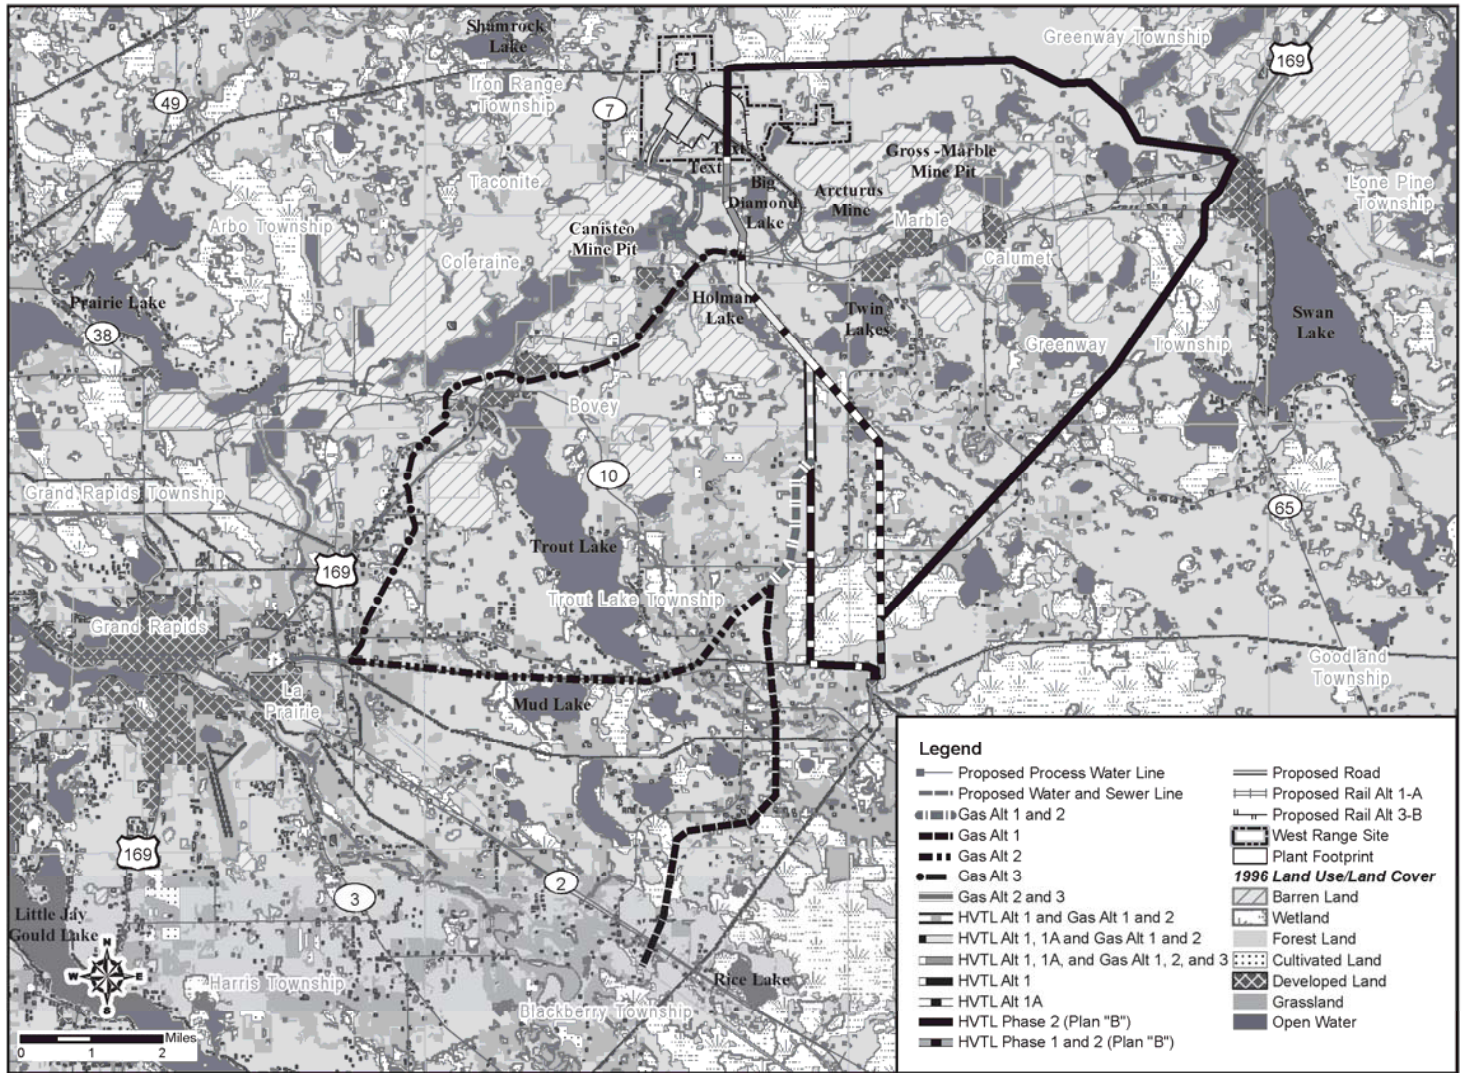 Shamrock
Lake
Greenway Township
169
Iron Range
Township
49
7
Text
Text
Gross -Marble
Mine Pit
Taconite
Big
Diamond
Lake
Arcturus
Mine
Lone Pine
Township
Arbo Township
Marble
Canisteo
Mine Pit
Coleraine
Calumet
Prairie Lake
Holman
Lake
Twin
Lakes
Swan
Lake
38
Greenway
Township
Bovey
10
Grand Rapids Township
65
Trout Lake
169
Trout Lake Township
Grand Rapids
Goodland
Township
La
Prairie
Mud Lake
169
2
3
Little Jay
Gould Lake
N
W
E
S
Harris Township
Rice Lake
Blackberry Township
Miles
0
1
2
Legend
Proposed Process Water Line
Proposed Water and Sewer Line
Gas Alt 1 and 2
Gas Alt 1
Gas Alt 2
Gas Alt 3
Gas Alt 2 and 3
HVTL Alt 1 and Gas Alt 1 and 2
HVTL Alt 1, 1A and Gas Alt 1 and 2
HVTL Alt 1, 1A, and Gas Alt 1, 2, and 3
HVTL Alt 1
HVTL Alt 1A
HVTL Phase 2 (Plan "B")
HVTL Phase 1 and 2 (Plan "B")
Proposed Road
Proposed Rail Alt 1-A
Proposed Rail Alt 3-B
West Range Site
Plant Footprint
1996 Land Use/Land Cover
Barren Land
Wetland
Forest Land
Cultivated Land
Developed Land
Grassland
Open Water